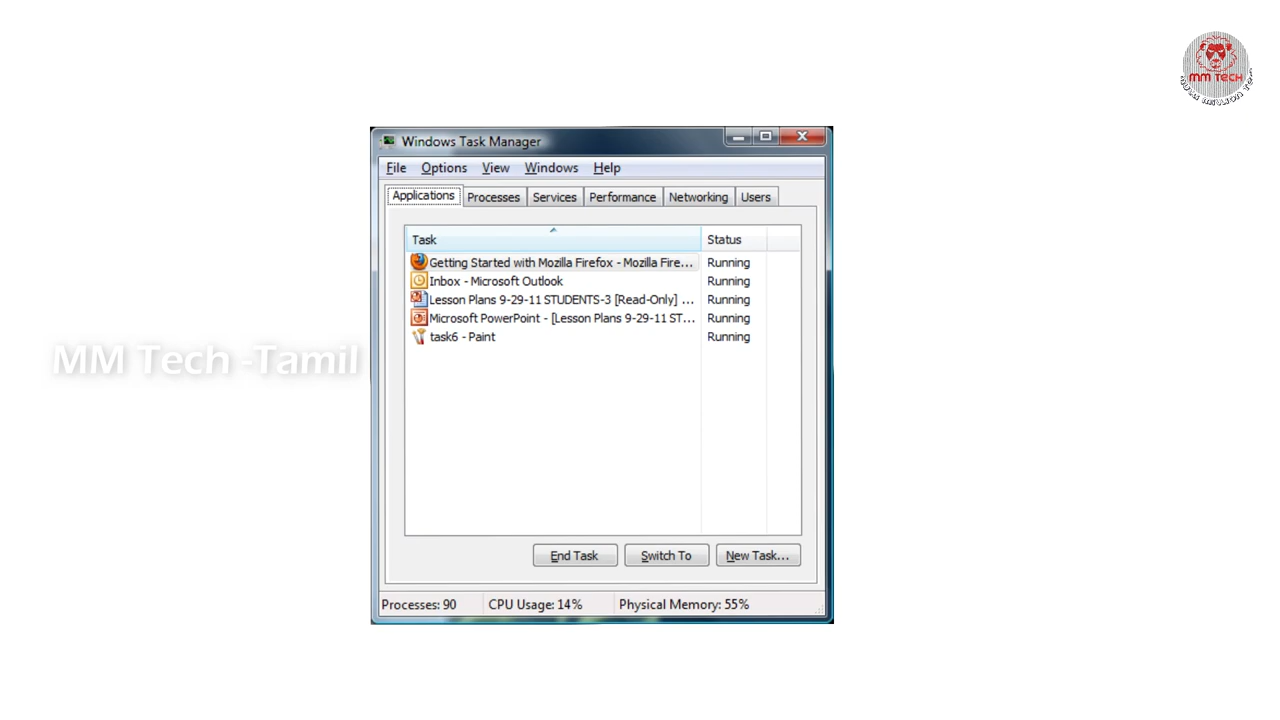 MM TECH
Windows Task Manager
File Options View Windows Help
Applications Processes Services Performance Networking Users
Task Status
Getting Started with Mozilla Firefox - Mozilla Fire... Running
Inbox - Microsoft Outlook Running
Lesson Plans 9-29-11 STUDENTS-3 [Read-Only] ... Running
Microsoft PowerPoint - [Lesson Plans 9-29-11 ST... Running
task6 - Paint Running
MM Tech -Tamil
End Task Switch To New Task...
Processes: 90 CPU Usage: 14% Physical Memory: 55%